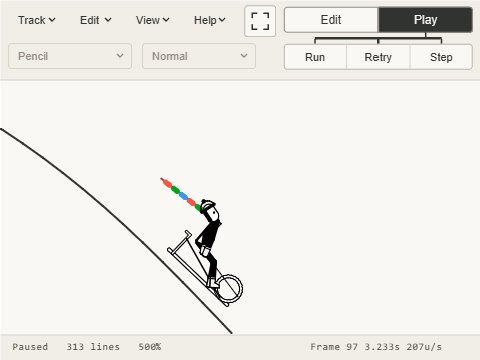 Track Edit View Help Edit Play
Pencil Normal Run Retry Step
Paused 313 lines 500% Frame 97 3.233s 207u/s